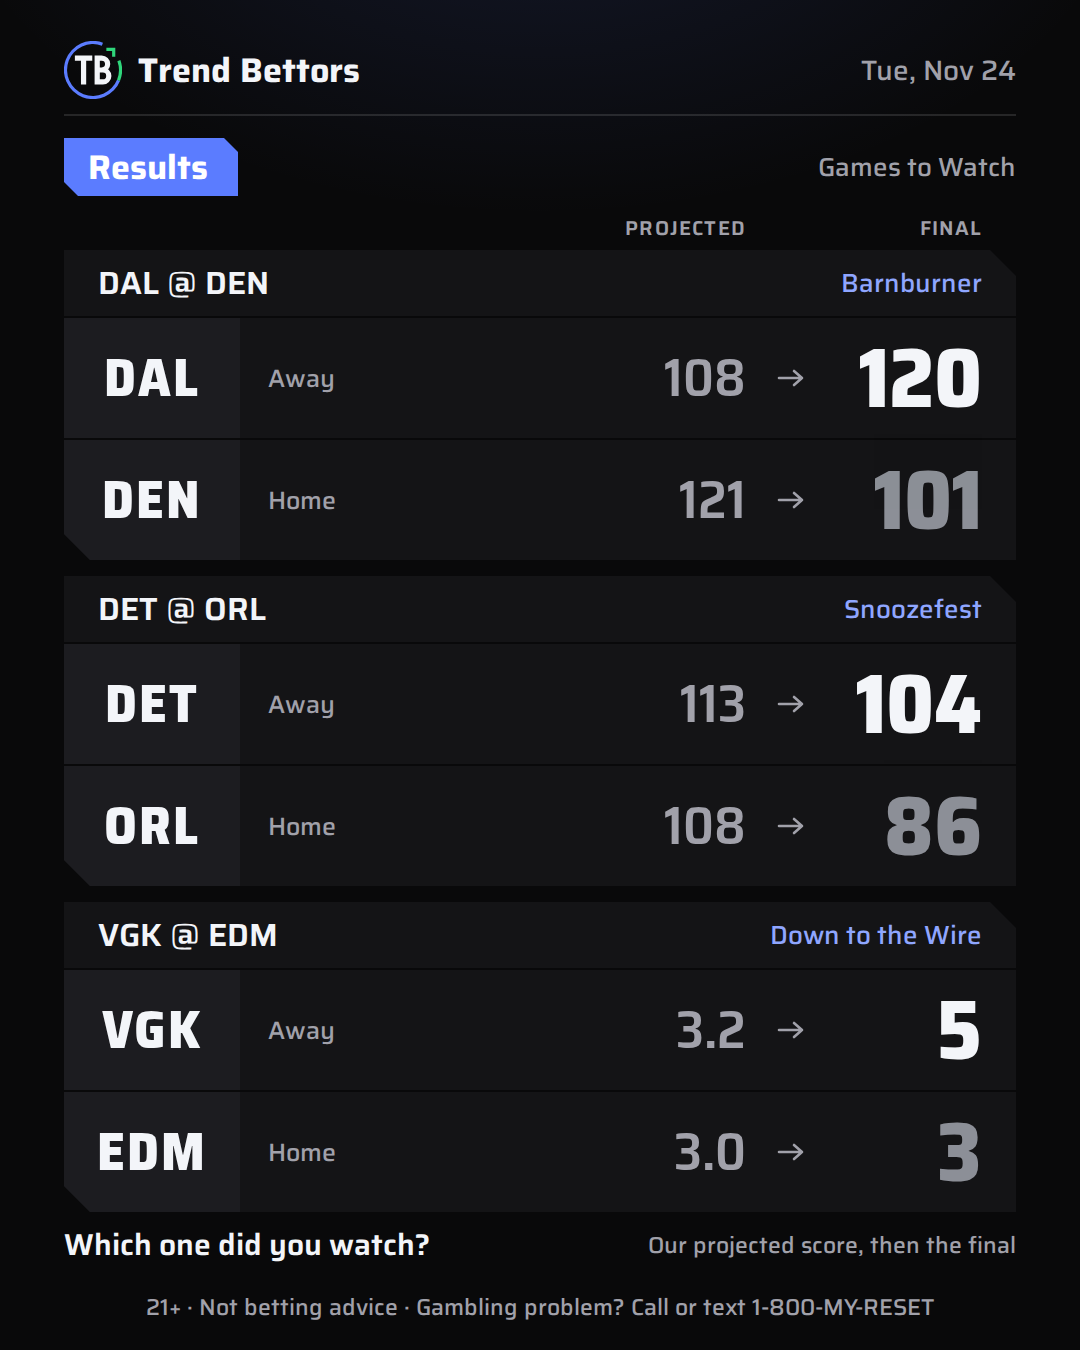 TB Trend Bettors
Tue, Nov 24
Results
Games to Watch
PROJECTED FINAL
DAL @ DEN Barnburner
DAL Away 108 → 120
DEN Home 121 → 101
DET @ ORL Snoozefest
DET Away 113 → 104
ORL Home 108 → 86
VGK @ EDM Down to the Wire
VGK Away 3.2 → 5
EDM Home 3.0 → 3
Which one did you watch? Our projected score, then the final
21+ · Not betting advice · Gambling problem? Call or text 1-800-MY-RESET